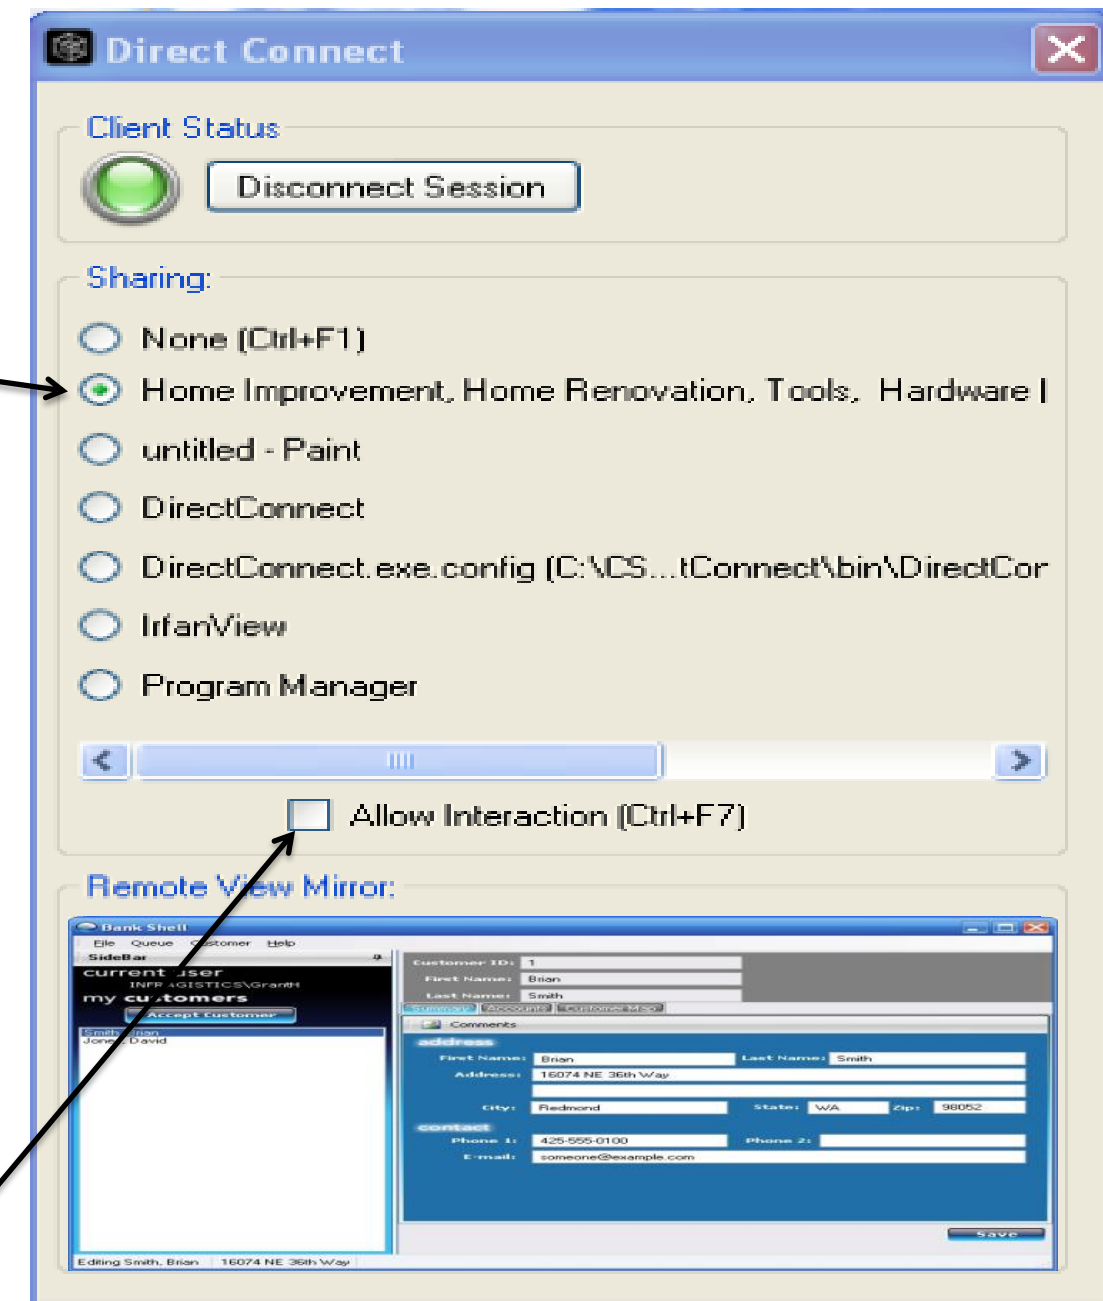 Direct Connect
Client Status
Disconnect Session
Sharing:
None (Ctrl+F1)
Home Improvement, Home Renovation, Tools, Hardware |
untitled - Paint
DirectConnect
DirectConnect.exe.config (C:\CS...tConnect\bin\DirectCor
IrfanView
Program Manager
Allow Interaction (Ctrl+F7)
Remote View Mirror:
Bank Shell
File Queue Customer Help
SideBar
current user
\GrantH
my customers
Accept Customer
Smith, Brian
Jones, David
Customer ID: 1
First Name: Brian
Last Name: Smith
Summary Accounts Customer Map
Comments
address
First Name: Brian Last Name: Smith
Address: 16074 NE 36th Way
City: Redmond State: WA Zip: 98052
contact
Phone 1: 425-555-0100 Phone 2:
E-mail: someone@example.com
Save
Editing Smith, Brian 16074 NE 36th Way